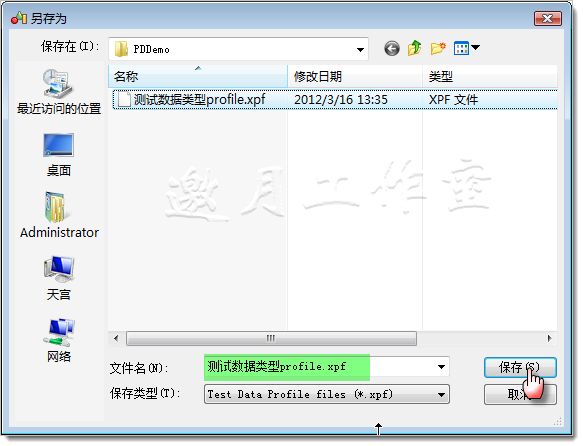 另存为
保存在(I):
PDDemo
名称
修改日期
类型
测试数据类型profile.xpf
2012/3/16 13:35
XPF 文件
最近访问的位置
桌面
Administrator
天宫
网络
邀月工作室
文件名(N):
测试数据类型profile.xpf
保存(S)
保存类型(T):
Test Data Profile files (*.xpf)
取消